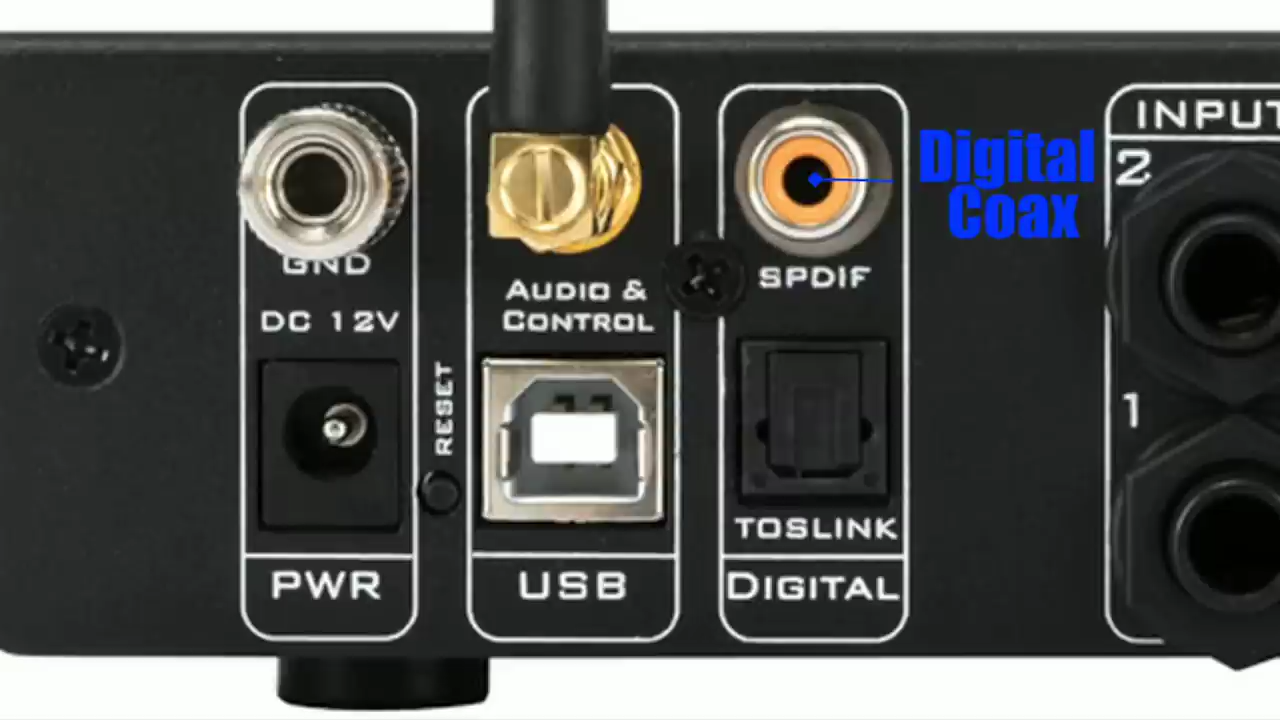 GND
DC 12V
PWR
RESET
AUDIO &
CONTROL
USB
SPDIF
TOSLINK
DIGITAL
Digital
Coax
INPUT
2
1